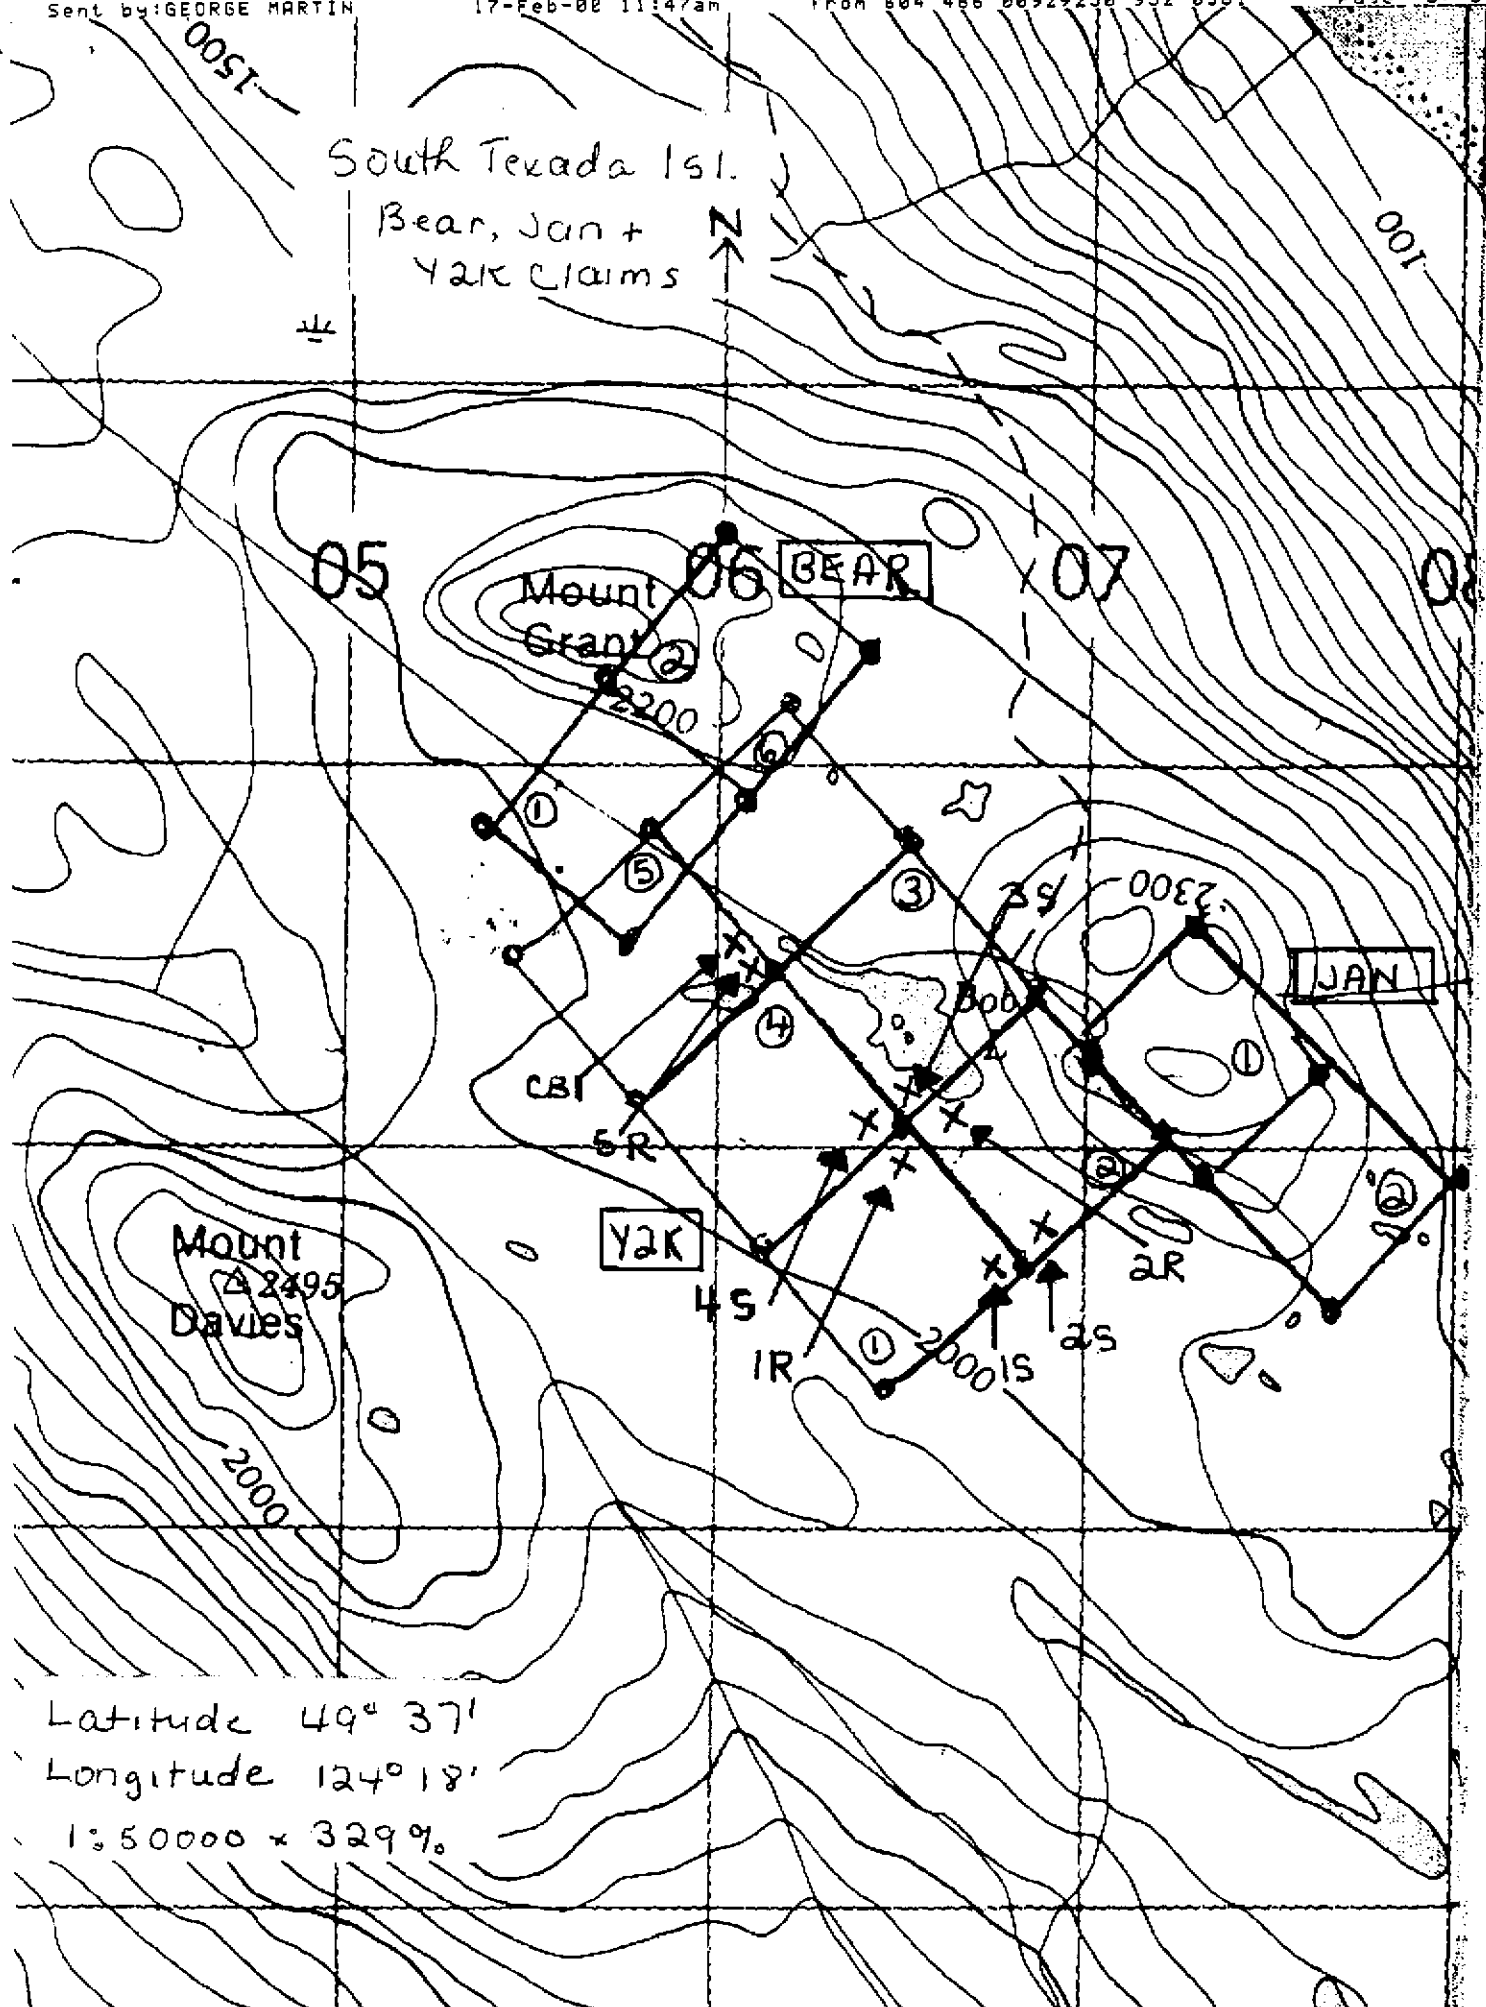 Sent by:GEORGE MARTIN 17-Feb-00 11:47am
1500
South Texada Isl.
Bear, Jan +
Y2K Claims
N
100
05 06 07 08
BEAR
Mount
Grant
2
2200
6
1
5
3
3S
2300
JAN
Bob
L
4
1
CB1
5R
2
2
Y2K
Mount
2495
Davies
2R
4S
2S
1
2000
1S
1R
2000
Latitude 49° 37'
Longitude 124° 18'
1:50000 x 329%